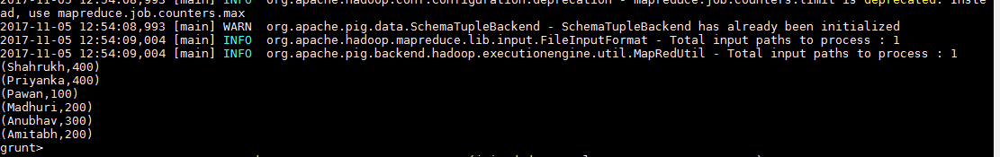 2017-11-05 12:54:08,993 [main] INFO  org.apache.hadoop.conf.Configuration.deprecation - mapreduce.job.counters.limit is deprecated. Inste
ad, use mapreduce.job.counters.max
2017-11-05 12:54:08,993 [main] WARN  org.apache.pig.data.SchemaTupleBackend - SchemaTupleBackend has already been initialized
2017-11-05 12:54:09,004 [main] INFO  org.apache.hadoop.mapreduce.lib.input.FileInputFormat - Total input paths to process : 1
2017-11-05 12:54:09,004 [main] INFO  org.apache.pig.backend.hadoop.executionengine.util.MapRedUtil - Total input paths to process : 1
(Shahrukh,400)
(Priyanka,400)
(Pawan,100)
(Madhuri,200)
(Anubhav,300)
(Amitabh,200)
grunt>